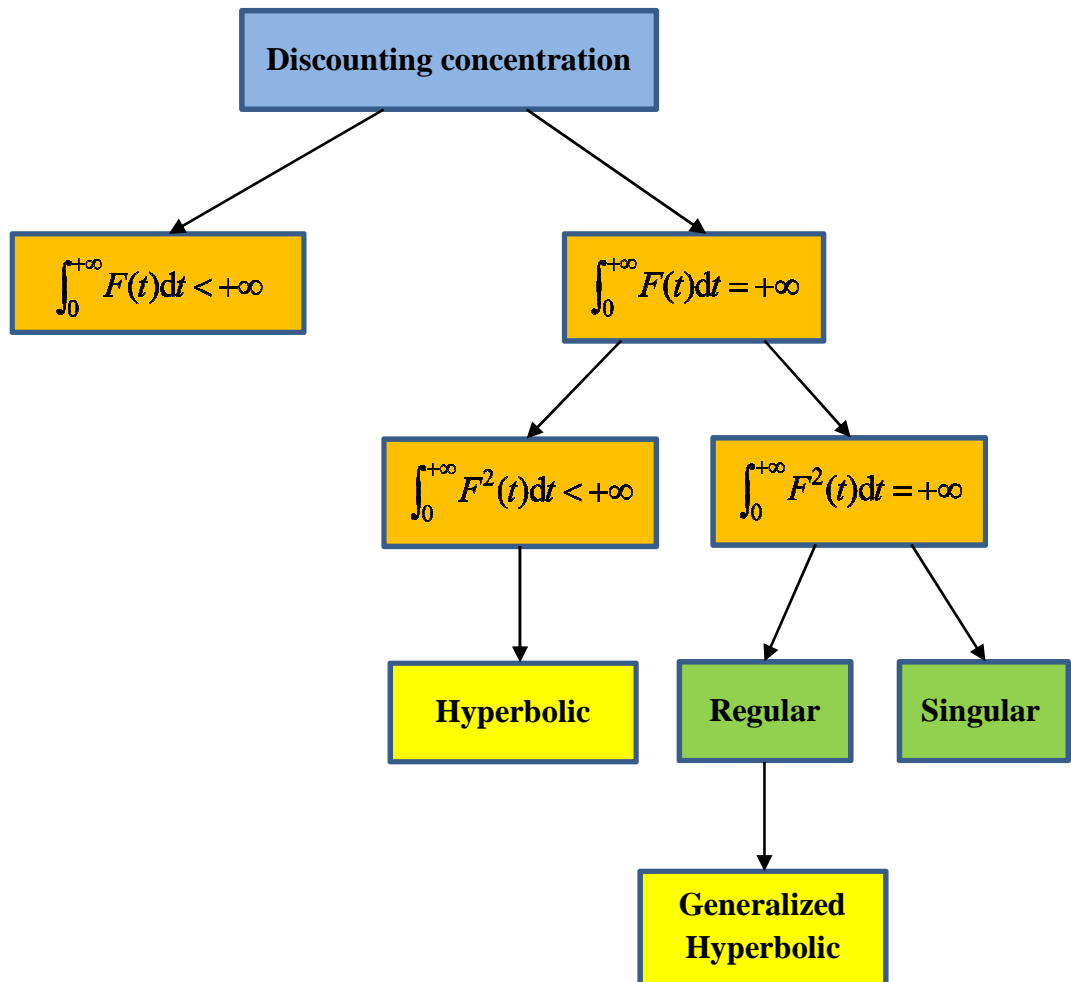 Discounting concentration
∫₀⁺∞ F(t)dt < +∞
∫₀⁺∞ F(t)dt = +∞
∫₀⁺∞ F²(t)dt < +∞
∫₀⁺∞ F²(t)dt = +∞
Hyperbolic
Regular
Singular
Generalized
Hyperbolic